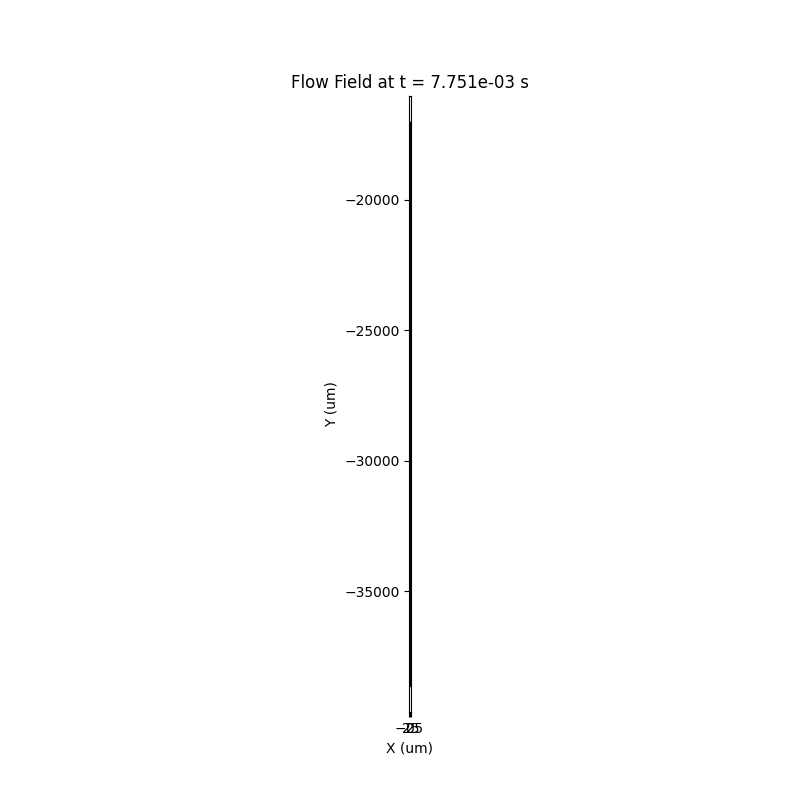 Flow Field at t = 7.751e-03 s
−20000
−25000
−30000
−35000
Y (um)
X (um)